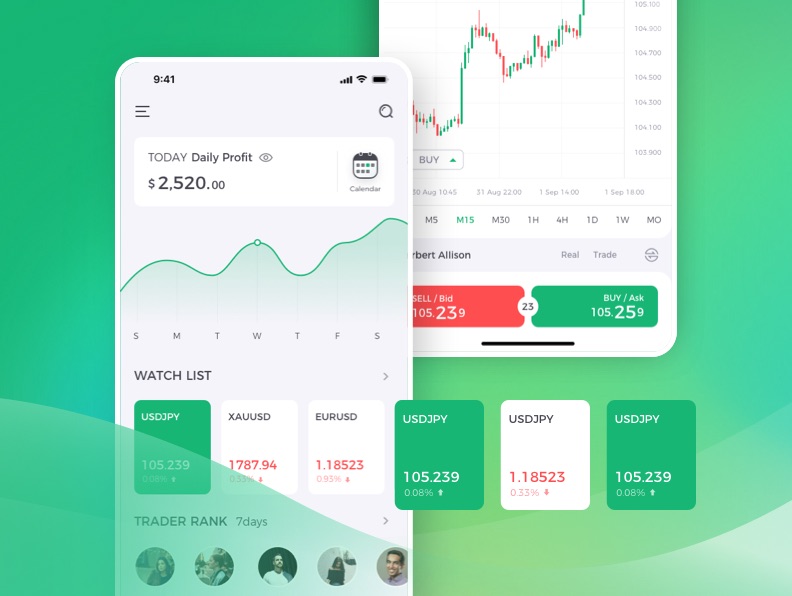 9:41
TODAY Daily Profit
$2,520.00
Calendar
S M T W T F S
WATCH LIST
USDJPY
105.239
0.08%
XAUUSD
1787.94
0.33%
EURUSD
1.18523
0.93%
USDJPY
105.239
0.08%
USDJPY
1.18523
0.33%
USDJPY
105.239
0.08%
TRADER RANK 7days
105.100
104.900
104.700
104.500
104.300
104.100
103.900
BUY
30 Aug 10:45 31 Aug 22:00 1 Sep 14:00 1 Sep 18:00
M5 M15 M30 1H 4H 1D 1W MO
rbert Allison Real Trade
SELL / Bid
105.239
23
BUY / Ask
105.259